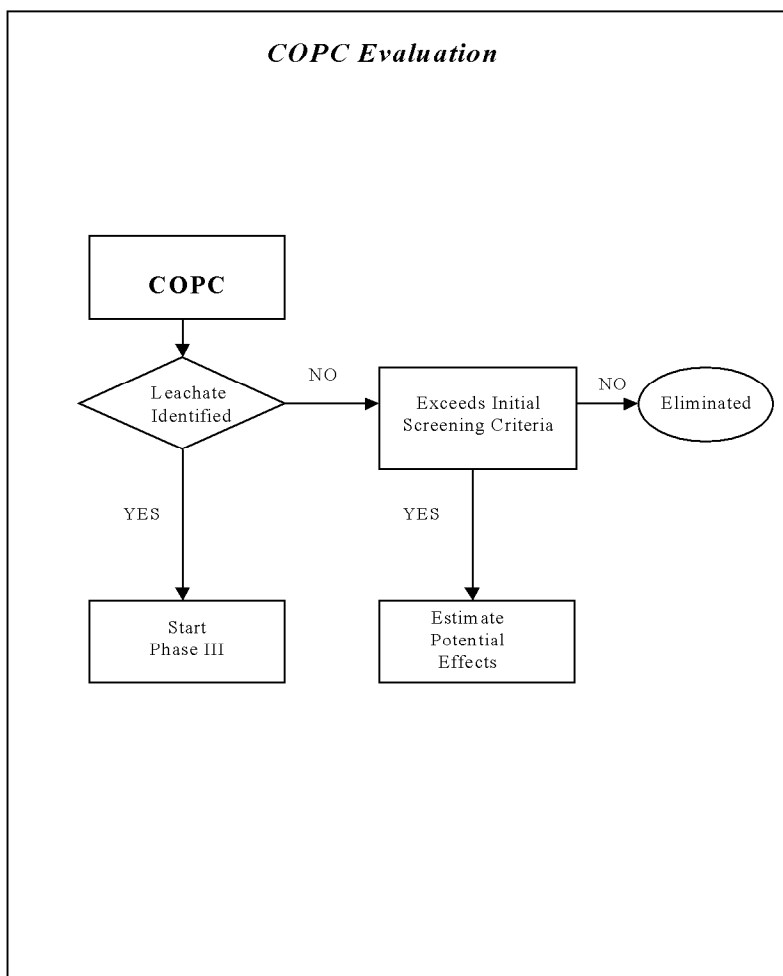 COPC Evaluation
COPC
Leachate
Identified
NO
Exceeds Initial
Screening Criteria
NO
Eliminated
YES
YES
Start
Phase III
Estimate
Potential
Effects